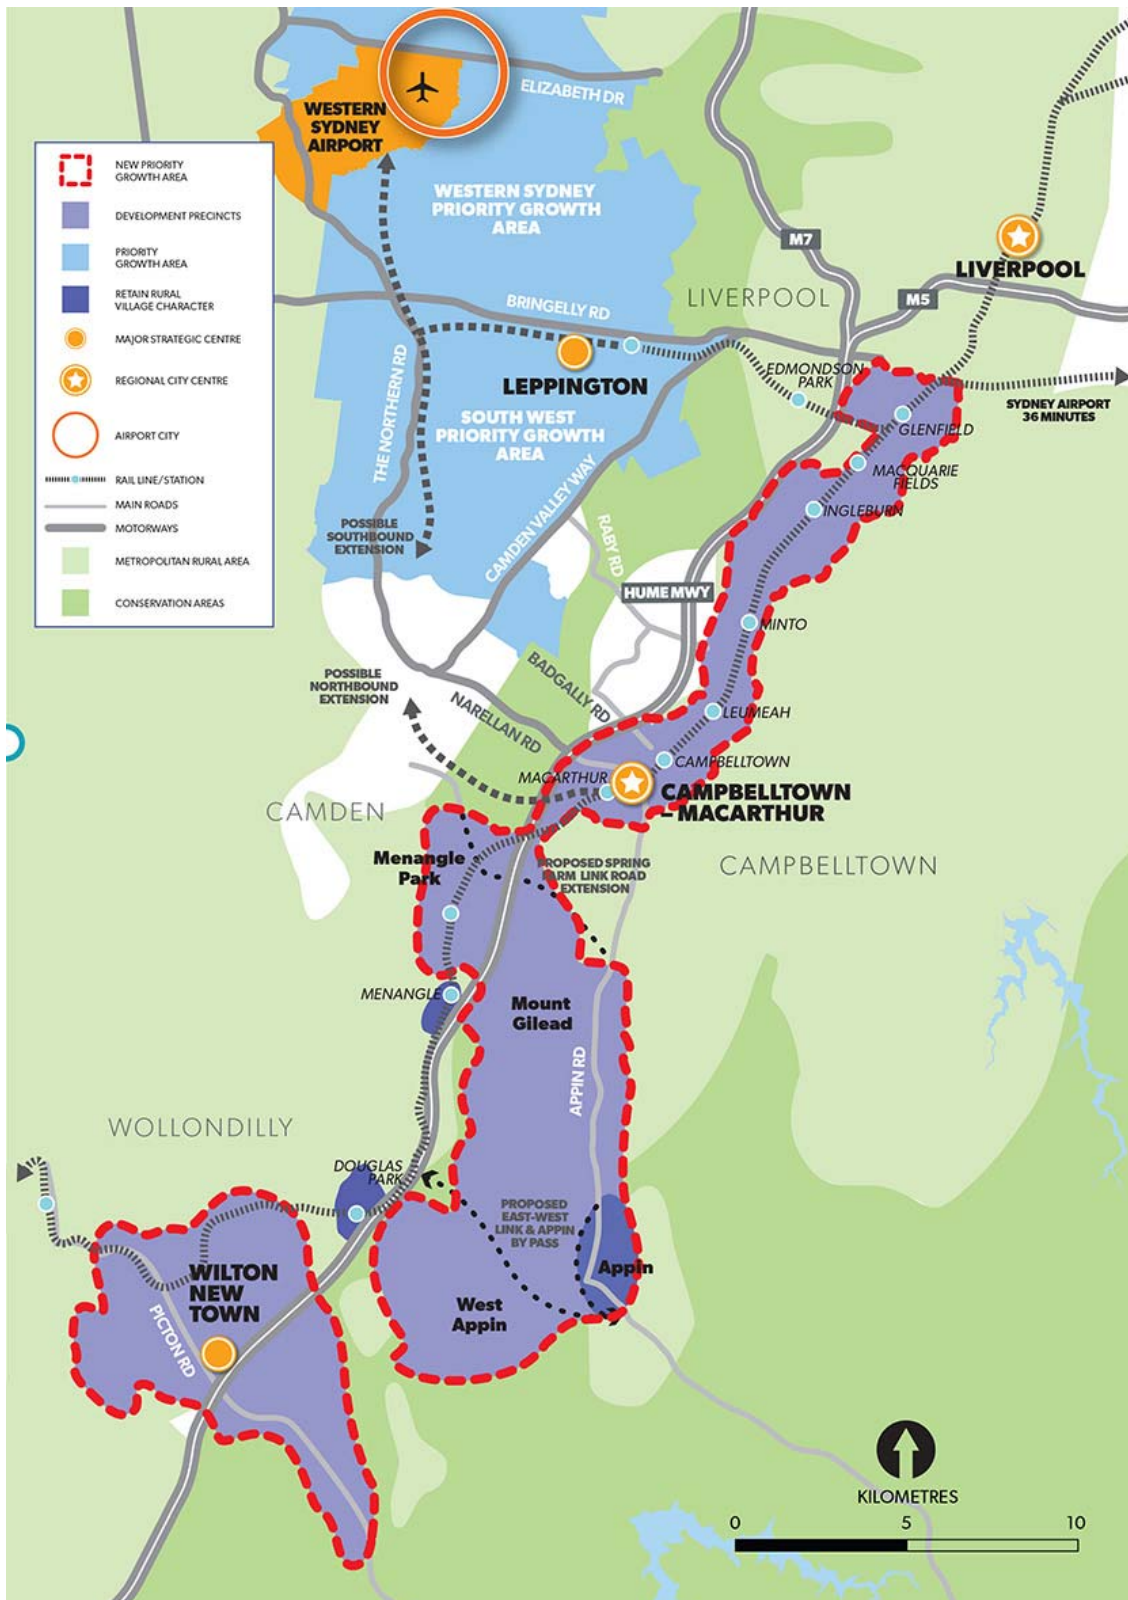 ELIZABETH DR
WESTERN
SYDNEY
AIRPORT
NEW PRIORITY
GROWTH AREA
DEVELOPMENT PRECINCTS
PRIORITY
GROWTH AREA
RETAIN RURAL
VILLAGE CHARACTER
MAJOR STRATEGIC CENTRE
REGIONAL CITY CENTRE
AIRPORT CITY
RAIL LINE/STATION
MAIN ROADS
MOTORWAYS
METROPOLITAN RURAL AREA
CONSERVATION AREAS
WESTERN SYDNEY
PRIORITY GROWTH
AREA
M7
LIVERPOOL
LIVERPOOL
M5
BRINGELLY RD
LEPPINGTON
THE NORTHERN RD
EDMONDSON
PARK
SYDNEY AIRPORT
36 MINUTES
SOUTH WEST
PRIORITY GROWTH
AREA
GLENFIELD
MACQUARIE
FIELDS
INGLEBURN
CAMDEN VALLEY WAY
RABY RD
POSSIBLE
SOUTHBOUND
EXTENSION
HUME MWY
MINTO
POSSIBLE
NORTHBOUND
EXTENSION
BADGALLY RD
NARELLAN RD
LEUMEAH
CAMPBELLTOWN
MACARTHUR
CAMPBELLTOWN
– MACARTHUR
CAMDEN
CAMPBELLTOWN
Menangle
Park
PROPOSED SPRING
FARM LINK ROAD
EXTENSION
MENANGLE
Mount
Gilead
APPIN RD
WOLLONDILLY
DOUGLAS
PARK
PROPOSED
EAST-WEST
LINK & APPIN
BY PASS
Appin
WILTON
NEW
TOWN
West
Appin
PICTON RD
KILOMETRES
0 5 10